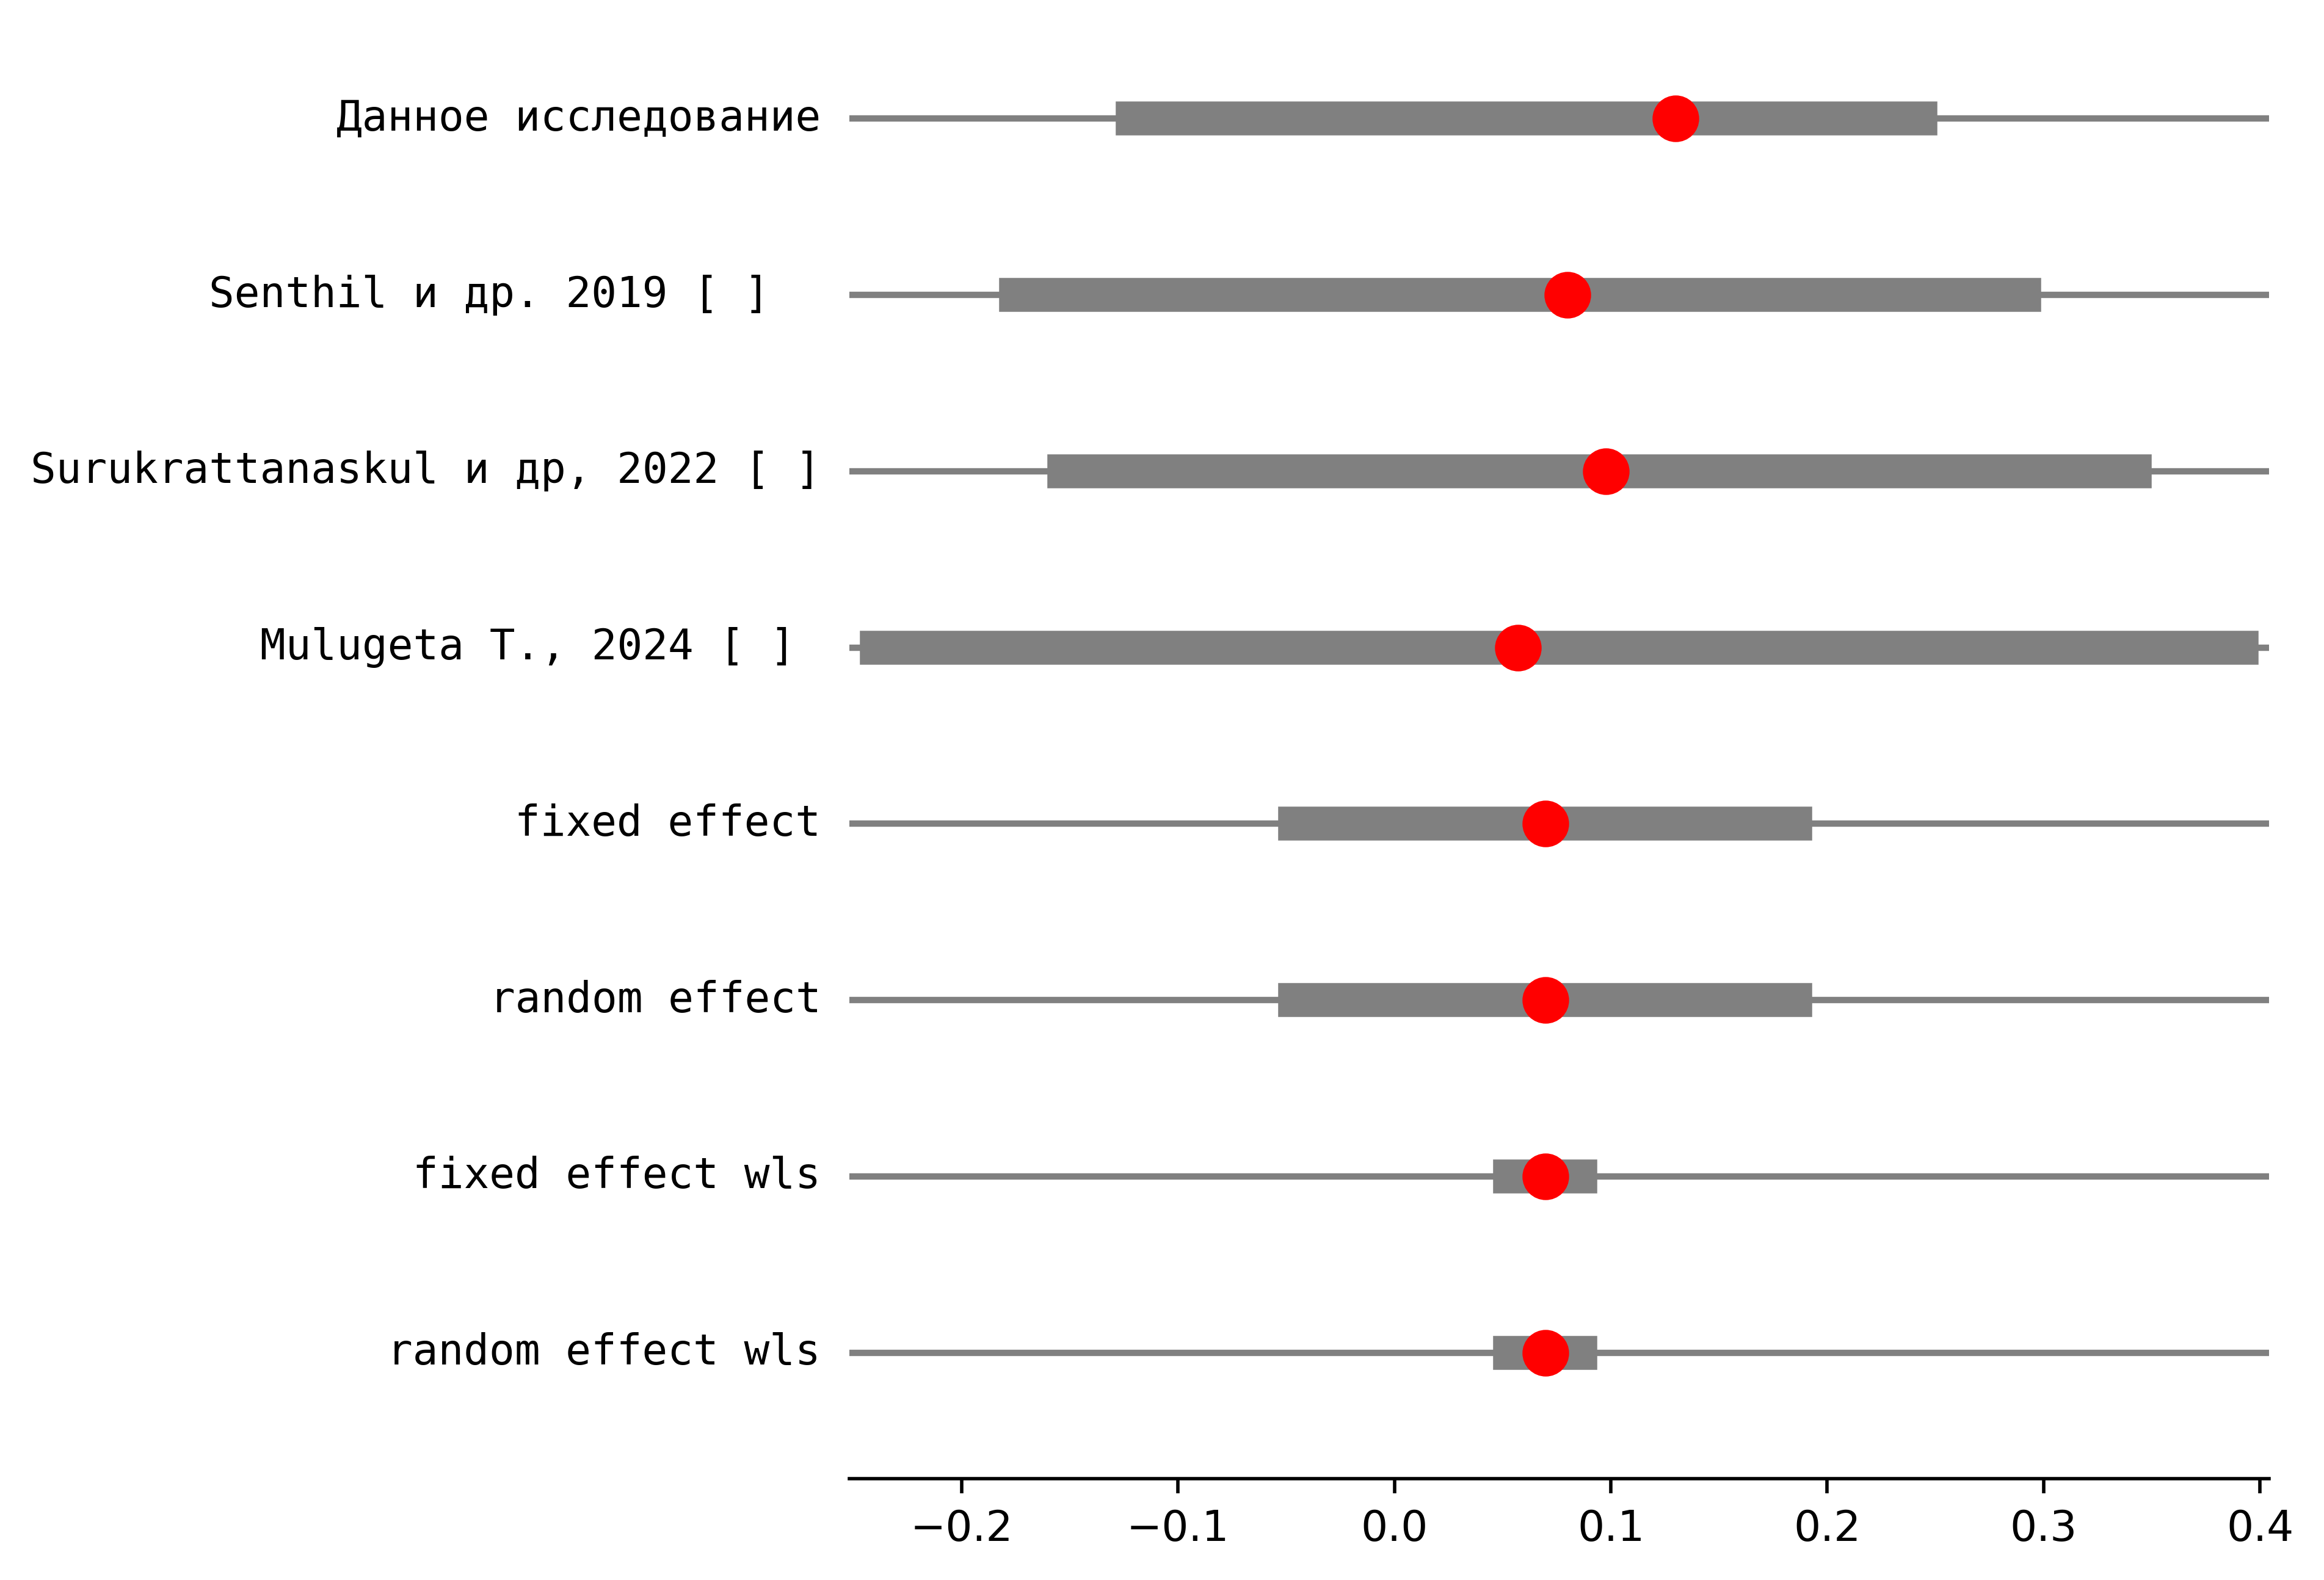 Данное исследование
Senthil и др. 2019 [ ]
Surukrattanaskul и др, 2022 [ ]
Mulugeta T., 2024 [ ]
fixed effect
random effect
fixed effect wls
random effect wls
−0.2 −0.1 0.0 0.1 0.2 0.3 0.4